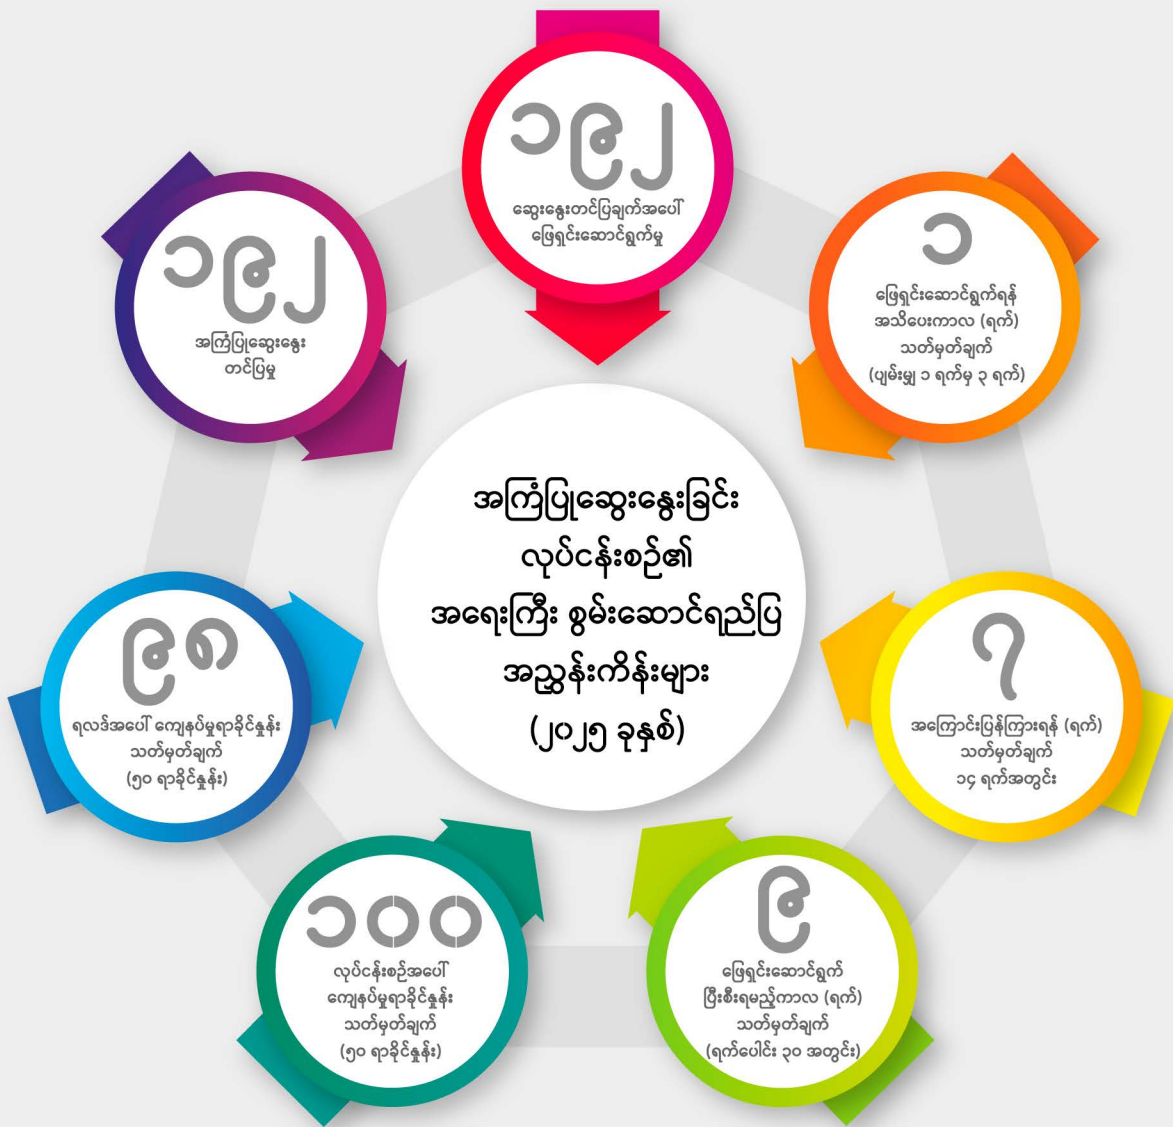 ၁၉၂
ဆွေးနွေးတင်ပြချက်အပေါ်
ဖြေရှင်းဆောင်ရွက်မှု
၁၉၂
အကြံပြုဆွေးနွေး
တင်ပြမှု
၁
ဖြေရှင်းဆောင်ရွက်ရန်
အသိပေးကာလ (ရက်)
သတ်မှတ်ချက်
(ပျမ်းမျှ ၁ ရက်မှ ၃ ရက်)
အကြံပြုဆွေးနွေးခြင်း
လုပ်ငန်းစဉ်၏
အရေးကြီး စွမ်းဆောင်ရည်ပြ
အညွှန်းကိန်းများ
(၂၀၂၅ ခုနှစ်)
၉၈
ရလဒ်အပေါ် ကျေနပ်မှုရာခိုင်နှုန်း
သတ်မှတ်ချက်
(၅၀ ရာခိုင်နှုန်း)
၇
အကြောင်းပြန်ကြားရန် (ရက်)
သတ်မှတ်ချက်
၁၄ ရက်အတွင်း
၁၀၀
လုပ်ငန်းစဉ်အပေါ်
ကျေနပ်မှုရာခိုင်နှုန်း
သတ်မှတ်ချက်
(၅၀ ရာခိုင်နှုန်း)
၉
ဖြေရှင်းဆောင်ရွက်
ပြီးစီးရမည့်ကာလ (ရက်)
သတ်မှတ်ချက်
(ရက်ပေါင်း ၃၀ အတွင်း)